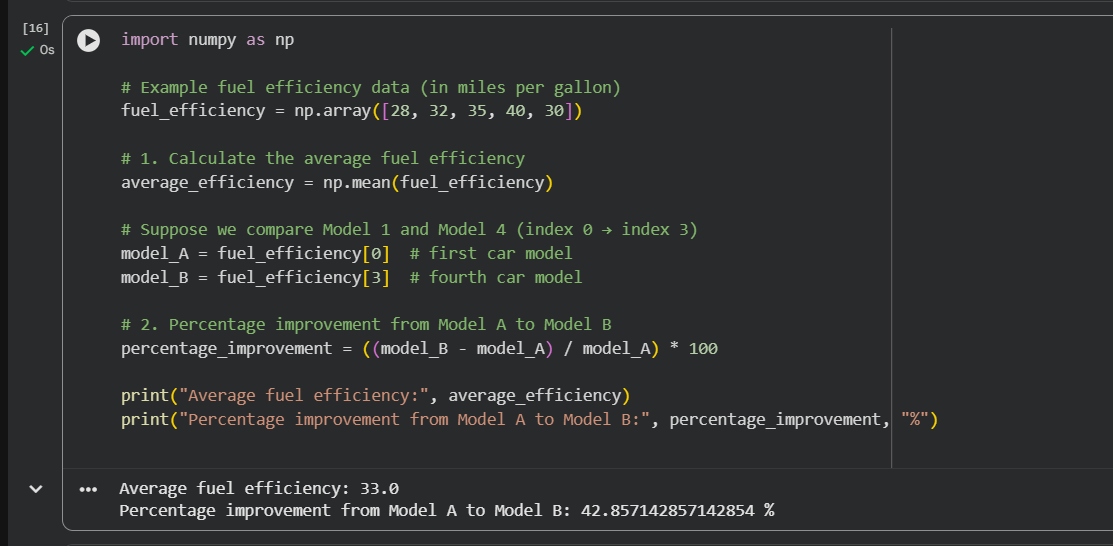 [16]
0s
import numpy as np
# Example fuel efficiency data (in miles per gallon)
fuel_efficiency = np.array([28, 32, 35, 40, 30])
# 1. Calculate the average fuel efficiency
average_efficiency = np.mean(fuel_efficiency)
# Suppose we compare Model 1 and Model 4 (index 0 → index 3)
model_A = fuel_efficiency[0]  # first car model
model_B = fuel_efficiency[3]  # fourth car model
# 2. Percentage improvement from Model A to Model B
percentage_improvement = ((model_B - model_A) / model_A) * 100
print("Average fuel efficiency:", average_efficiency)
print("Percentage improvement from Model A to Model B:", percentage_improvement, "%")
Average fuel efficiency: 33.0
Percentage improvement from Model A to Model B: 42.857142857142854 %